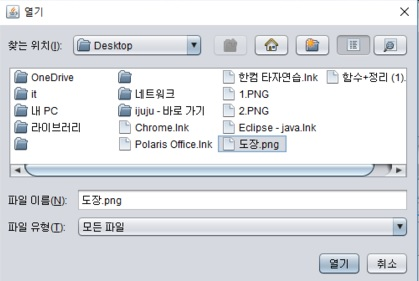 열기
찾는 위치(I): Desktop
OneDrive
it
내 PC
라이브러리
네트워크
ijuju - 바로 가기
Chrome.lnk
Polaris Office.lnk
한컴 타자연습.lnk
1.PNG
2.PNG
Eclipse - java.lnk
도장.png
함수+정리 (1).
파일 이름(N): 도장.png
파일 유형(T): 모든 파일
열기 취소